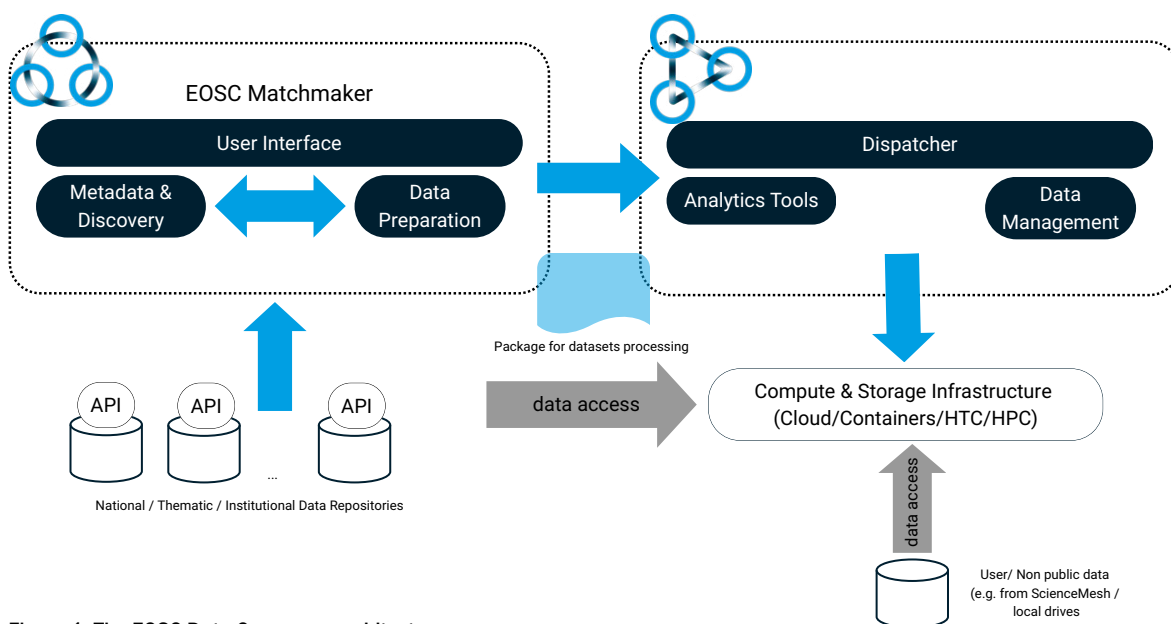 EOSC Matchmaker
User Interface
Metadata &
Discovery
Data
Preparation
Dispatcher
Analytics Tools
Data
Management
Package for datasets processing
data access
Compute & Storage Infrastructure
(Cloud/Containers/HTC/HPC)
API
API
API
...
National / Thematic / Institutional Data Repositories
data access
User/ Non public data
(e.g. from ScienceMesh /
local drives